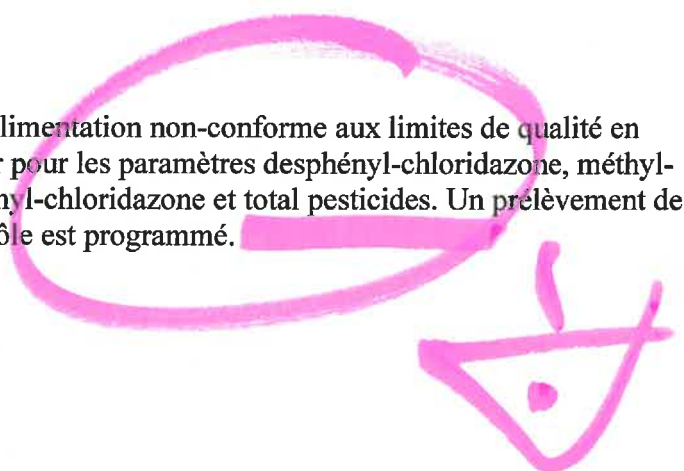 limentation non-conforme aux limites de qualité en
r pour les paramètres desphényl-chloridazone, méthyl-
nyl-chloridazone et total pesticides. Un prélèvement de
ôle est programmé.